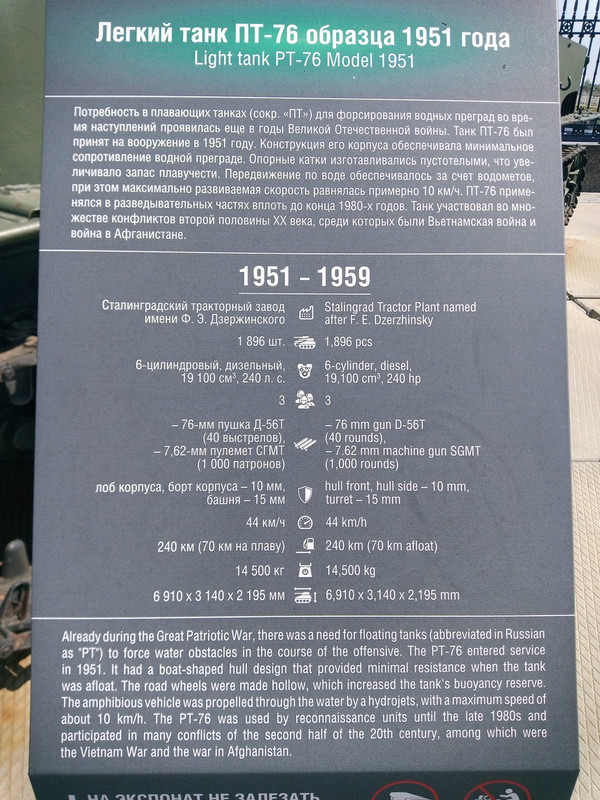 Легкий танк ПТ-76 образца 1951 года
Light tank PT-76 Model 1951
Потребность в плавающих танках (сокр. «ПТ») для форсирования водных преград во вре-
мя наступлений проявилась еще в годы Великой Отечественной войны. Танк ПТ-76 был
принят на вооружение в 1951 году. Конструкция его корпуса обеспечивала минимальное
сопротивление водной преграде. Опорные катки изготавливались пустотелыми, что уве-
личивало запас плавучести. Передвижение по воде обеспечивалось за счет водометов,
при этом максимально развиваемая скорость равнялась примерно 10 км/ч. ПТ-76 приме-
нялся в разведывательных частях вплоть до конца 1980-х годов. Танк участвовал во мно-
жестве конфликтов второй половины XX века, среди которых были Вьетнамская война и
война в Афганистане.
1951 – 1959
Сталинградский тракторный завод
имени Ф. Э. Дзержинского
Stalingrad Tractor Plant named
after F. E. Dzerzhinsky
1 896 шт. 1,896 pcs
6-цилиндровый, дизельный,
19 100 см³, 240 л. с.
6-cylinder, diesel,
19,100 cm³, 240 hp
3 3
– 76-мм пушка Д-56Т
(40 выстрелов),
– 7,62-мм пулемет СГМТ
(1 000 патронов)
– 76 mm gun D-56T
(40 rounds),
– 7.62 mm machine gun SGMT
(1,000 rounds)
лоб корпуса, борт корпуса – 10 мм,
башня – 15 мм
hull front, hull side – 10 mm,
turret – 15 mm
44 км/ч 44 km/h
240 км (70 км на плаву) 240 km (70 km afloat)
14 500 кг 14,500 kg
6 910 х 3 140 х 2 195 мм 6,910 x 3,140 x 2,195 mm
Already during the Great Patriotic War, there was a need for floating tanks (abbreviated in Russian
as "PT") to force water obstacles in the course of the offensive. The PT-76 entered service
in 1951. It had a boat-shaped hull design that provided minimal resistance when the tank
was afloat. The road wheels were made hollow, which increased the tank's buoyancy reserve.
The amphibious vehicle was propelled through the water by a hydrojets, with a maximum speed of
about 10 km/h. The PT-76 was used by reconnaissance units until the late 1980s and
participated in many conflicts of the second half of the 20th century, among which were
the Vietnam War and the war in Afghanistan.
НА ЭКСПОНАТ НЕ ЗАЛЕЗАТЬ